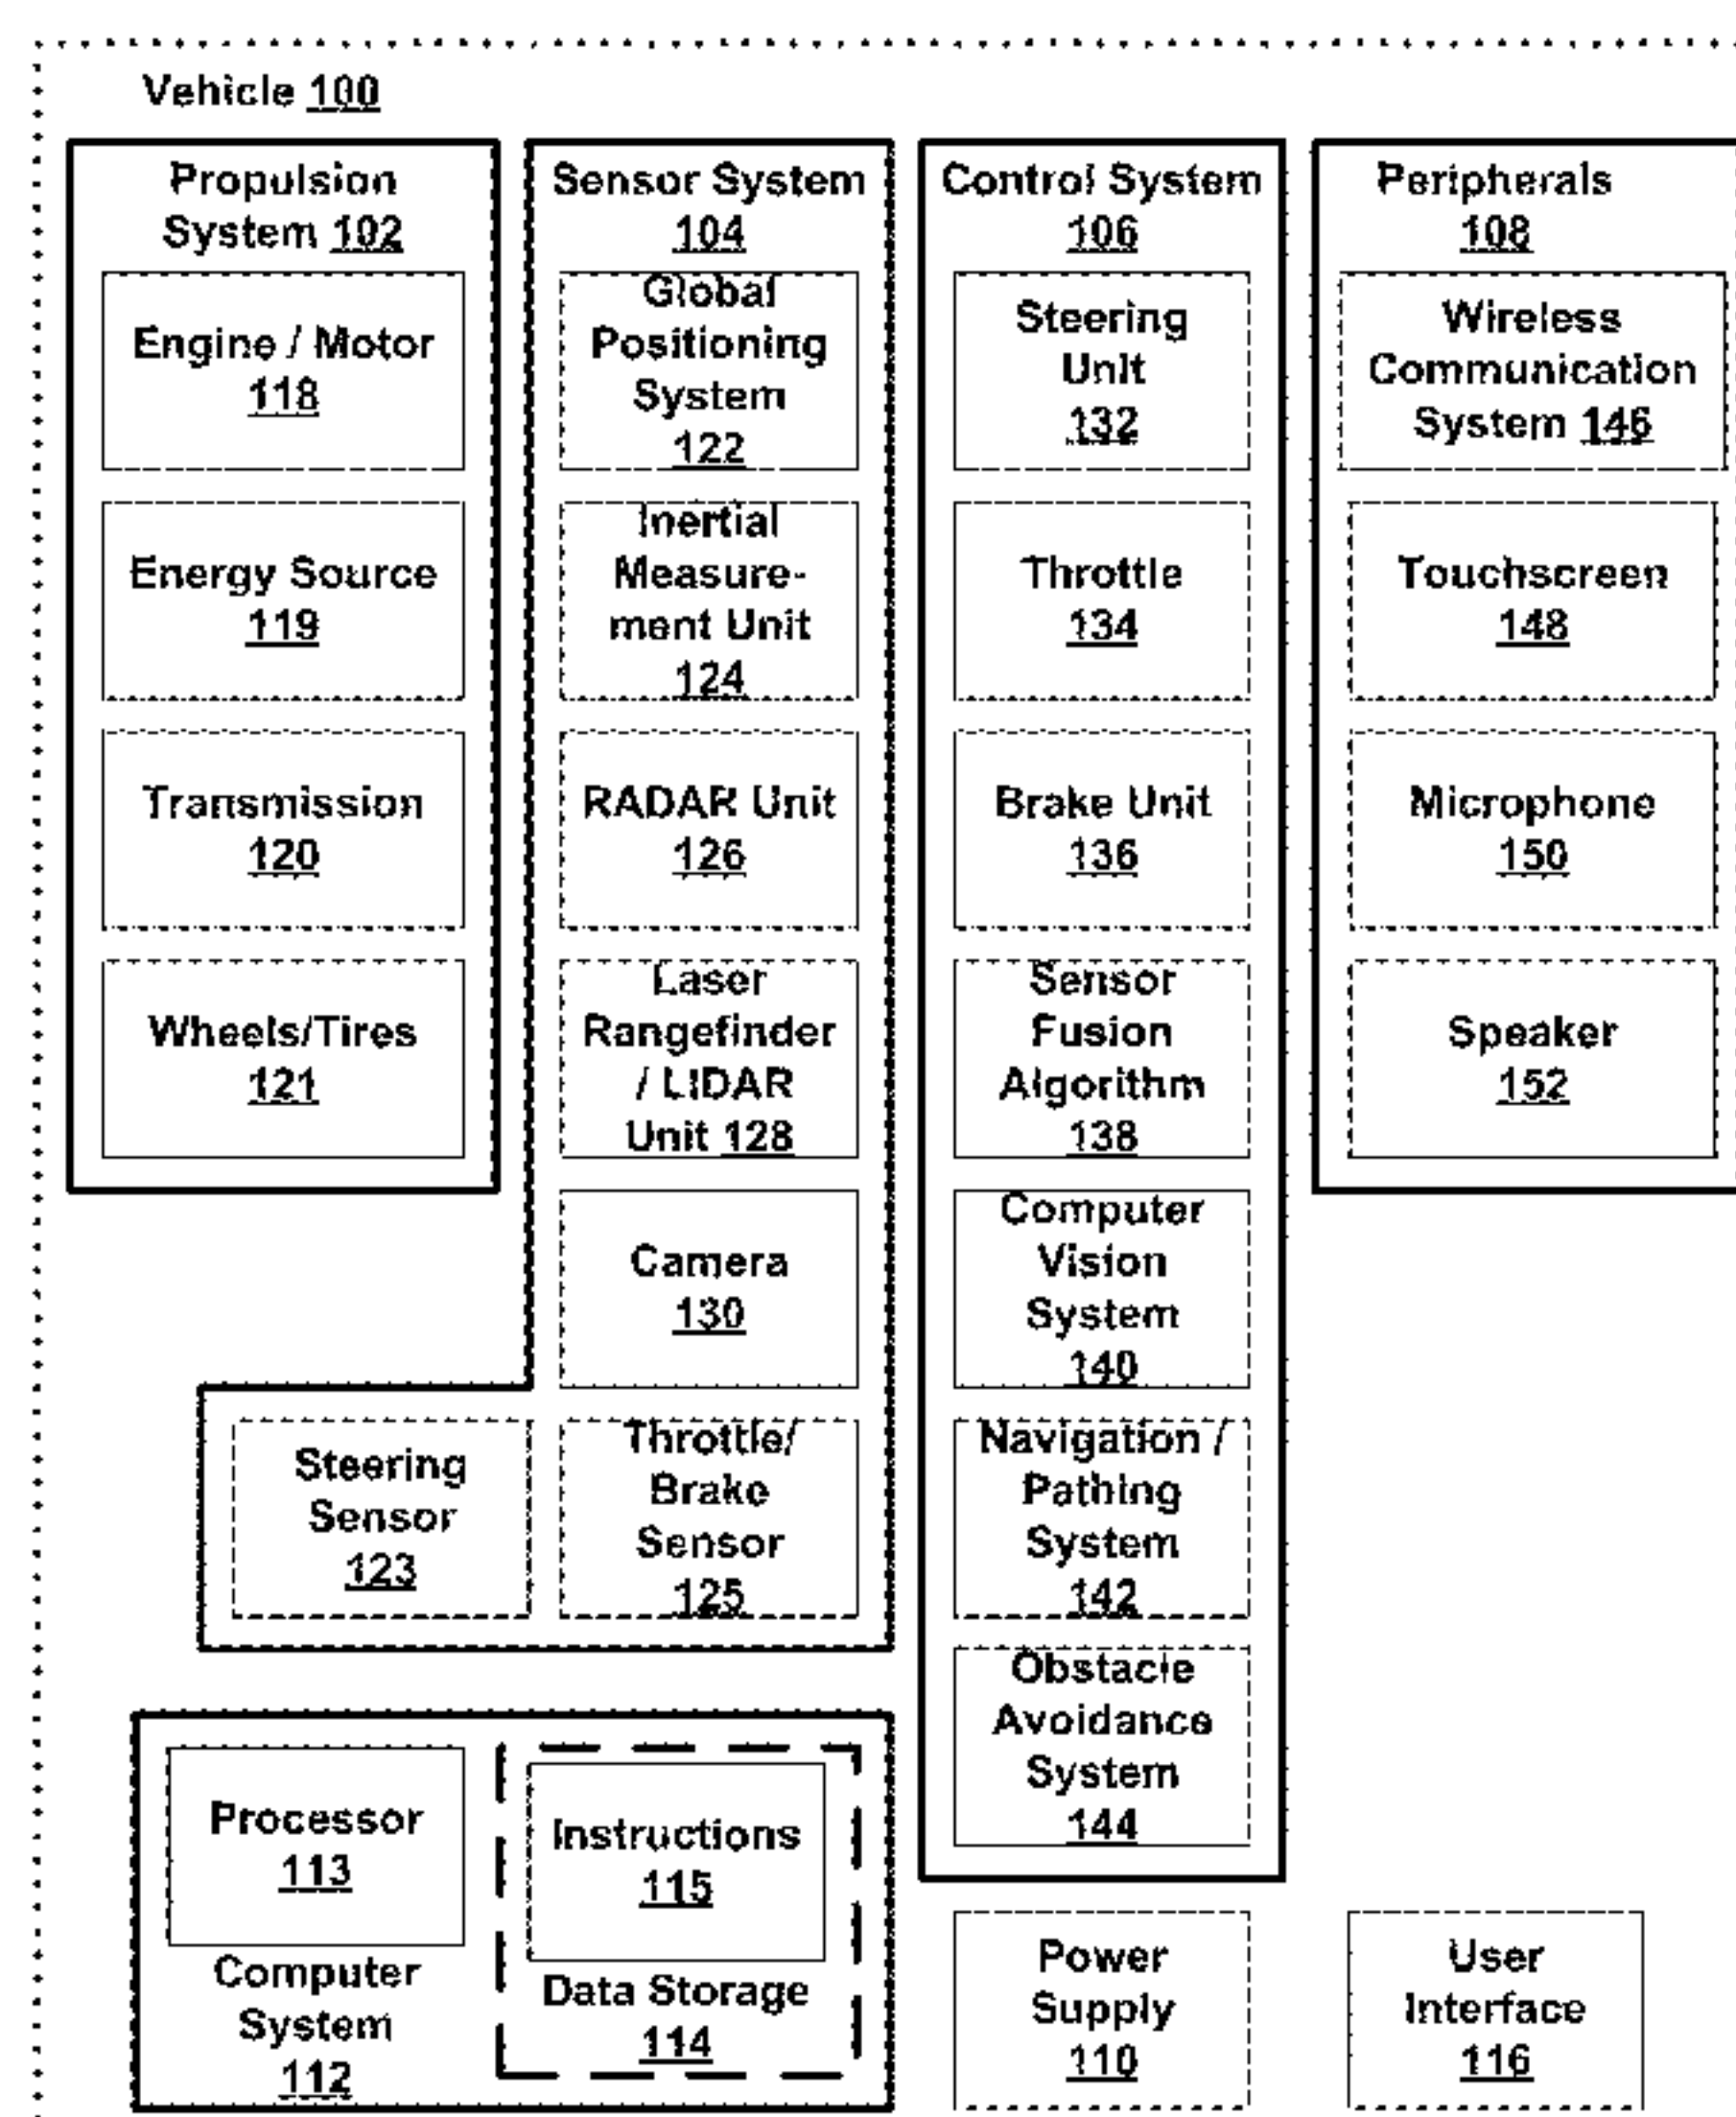 Vehicle 100
Propulsion
System 102
Engine / Motor
118
Energy Source
119
Transmission
120
Wheels/Tires
121
Sensor System
104
Global
Positioning
System
122
Inertial
Measure-
ment Unit
124
RADAR Unit
126
Laser
Rangefinder
/ LIDAR
Unit 128
Camera
130
Steering
Sensor
123
Throttle/
Brake
Sensor
125
Control System
106
Steering
Unit
132
Throttle
134
Brake Unit
136
Sensor
Fusion
Algorithm
138
Computer
Vision
System
140
Navigation /
Pathing
System
142
Obstacle
Avoidance
System
144
Peripherals
108
Wireless
Communication
System 146
Touchscreen
148
Microphone
150
Speaker
152
Processor
113
Computer
System
112
Instructions
115
Data Storage
114
Power
Supply
110
User
Interface
116